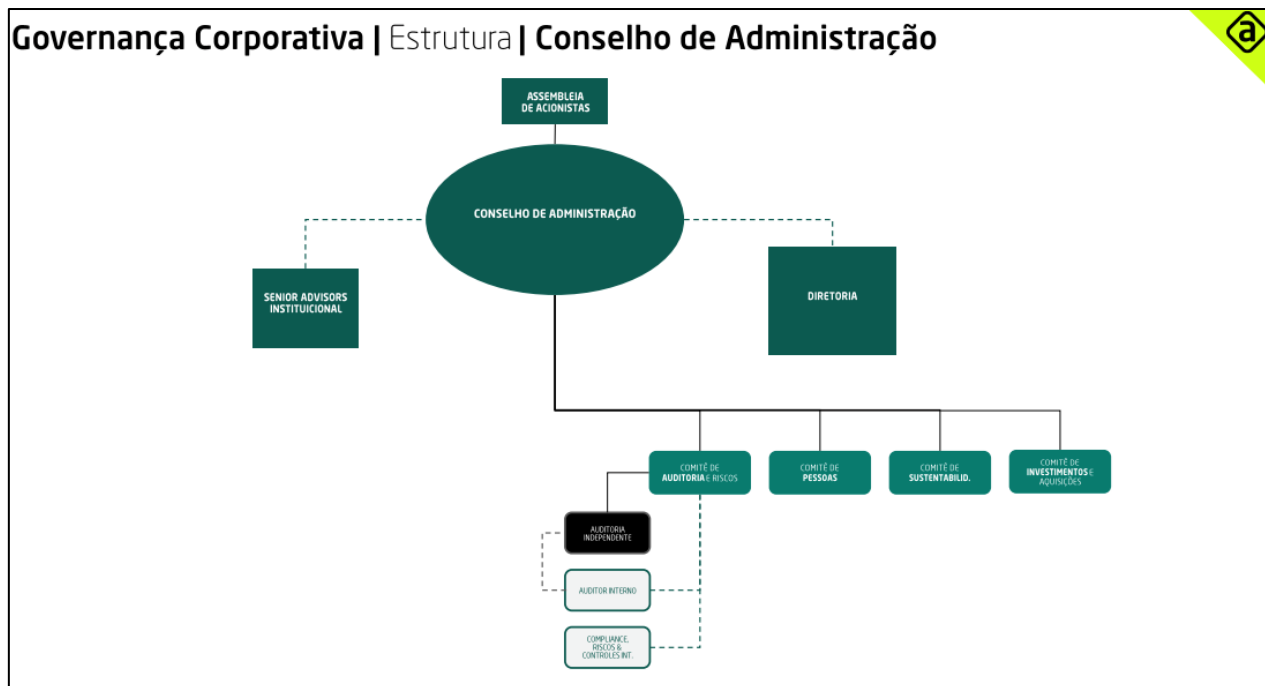 Governança Corporativa | Estrutura | Conselho de Administração
a
ASSEMBLEIA
DE ACIONISTAS
CONSELHO DE ADMINISTRAÇÃO
SENIOR ADVISORS
INSTITUICIONAL
DIRETORIA
COMITÊ DE
AUDITORIA E RISCOS
COMITÊ DE
PESSOAS
COMITÊ DE
SUSTENTABILID.
COMITÊ DE
INVESTIMENTOS E
AQUISIÇÕES
AUDITORIA
INDEPENDENTE
AUDITOR INTERNO
COMPLIANCE,
RISCOS &
CONTROLES INT.